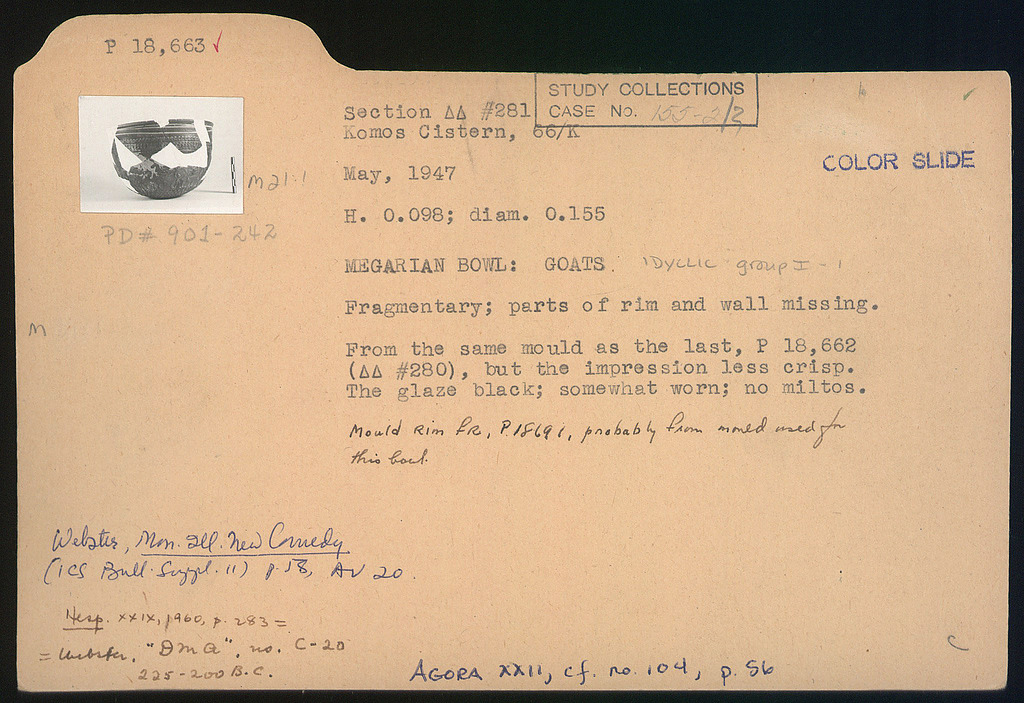 P 18,663 ✓
STUDY COLLECTIONS
CASE No. 155-2/2
Section ΔΔ #281
Komos Cistern, 66/K
COLOR SLIDE
May, 1947
M21.1
H. 0.098; diam. 0.155
PD# 901-242
MEGARIAN BOWL: GOATS. IDYLLIC group I - 1
Fragmentary; parts of rim and wall missing.
M
From the same mould as the last, P 18,662
(ΔΔ #280), but the impression less crisp.
The glaze black; somewhat worn; no miltos.
Mould rim fr, P.18691, probably from mould used for
this bowl.
Webster, Mon. Ill. New Comedy
(ICS Bull. Suppl. 11) p. 58, AV 20.
Hesp. XXIX, 1960, p. 283 =
= Webster, "DMA", no. C-20
225-200 B.C.
C
AGORA XXII, cf. no. 104, p. 56